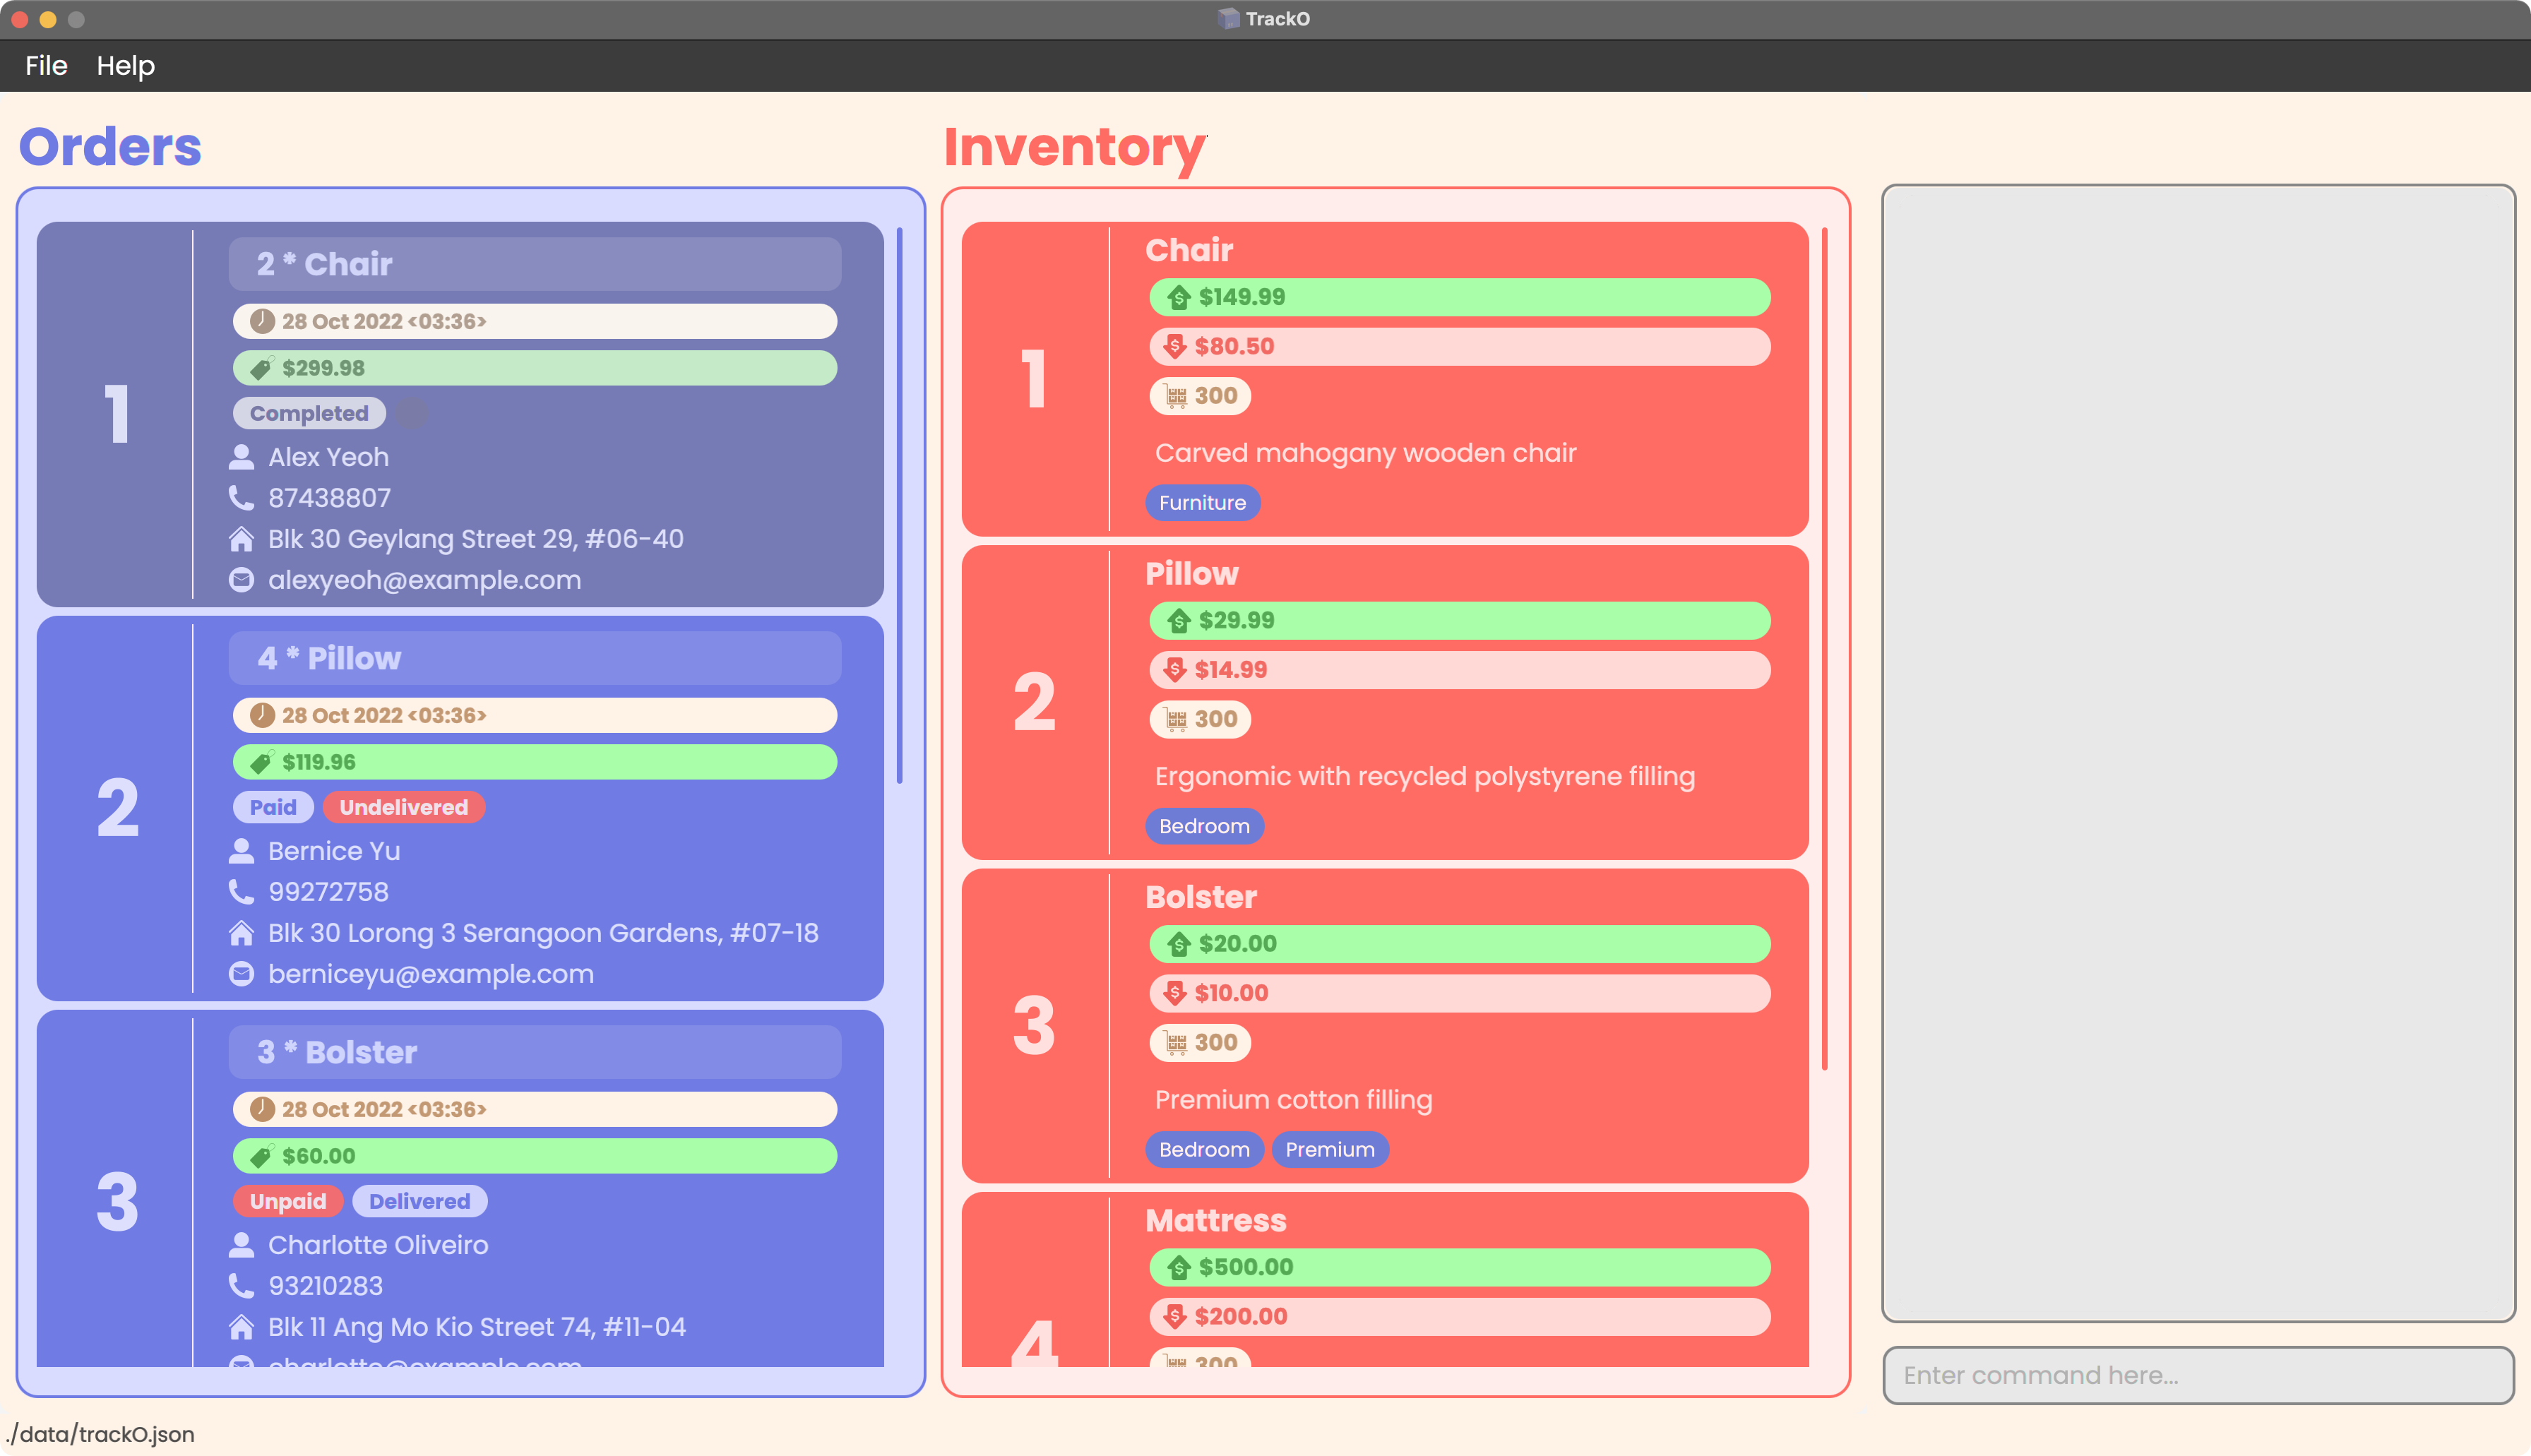 TrackO
File Help
Orders
1
2 * Chair
28 Oct 2022 <03:36>
$299.98
Completed
Alex Yeoh
87438807
Blk 30 Geylang Street 29, #06-40
alexyeoh@example.com
2
4 * Pillow
28 Oct 2022 <03:36>
$119.96
Paid Undelivered
Bernice Yu
99272758
Blk 30 Lorong 3 Serangoon Gardens, #07-18
berniceyu@example.com
3
3 * Bolster
28 Oct 2022 <03:36>
$60.00
Unpaid Delivered
Charlotte Oliveiro
93210283
Blk 11 Ang Mo Kio Street 74, #11-04
charlotte@example.com
Inventory
1
Chair
$149.99
$80.50
300
Carved mahogany wooden chair
Furniture
2
Pillow
$29.99
$14.99
300
Ergonomic with recycled polystyrene filling
Bedroom
3
Bolster
$20.00
$10.00
300
Premium cotton filling
Bedroom Premium
4
Mattress
$500.00
$200.00
300
Enter command here...
./data/trackO.json